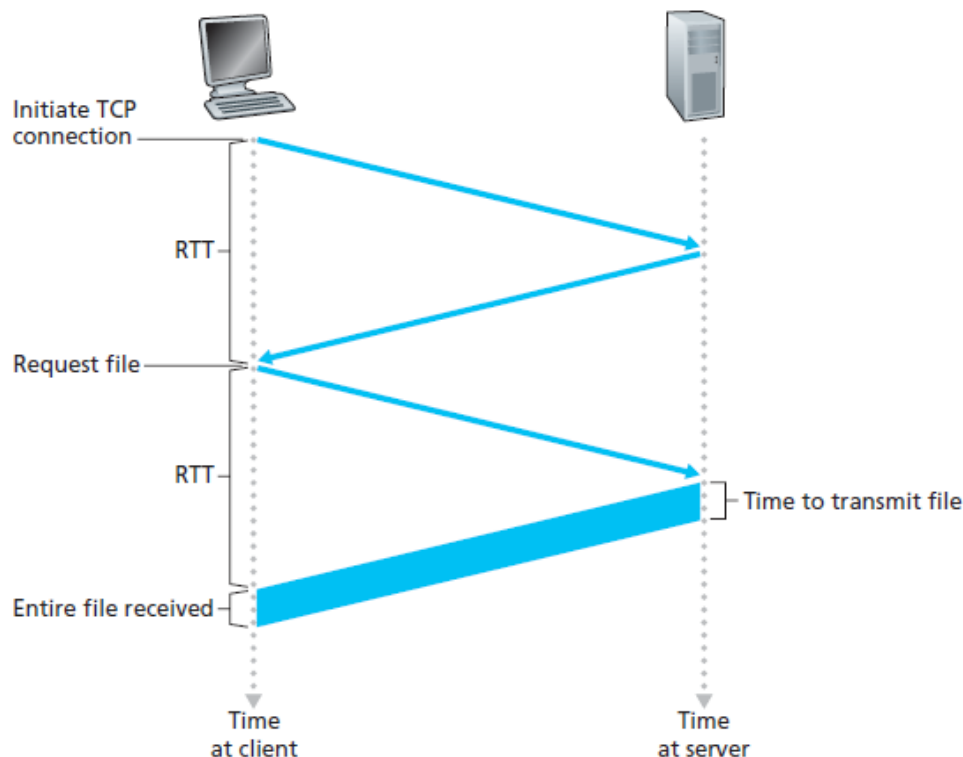 Initiate TCP
connection
RTT
Request file
RTT
Time to transmit file
Entire file received
Time
at client
Time
at server